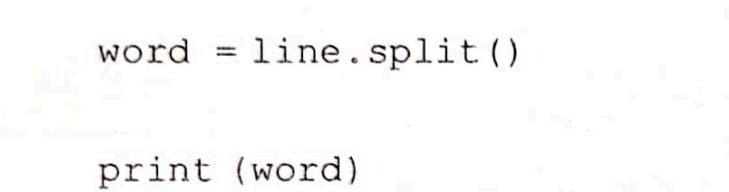 word = line.split()
print (word)